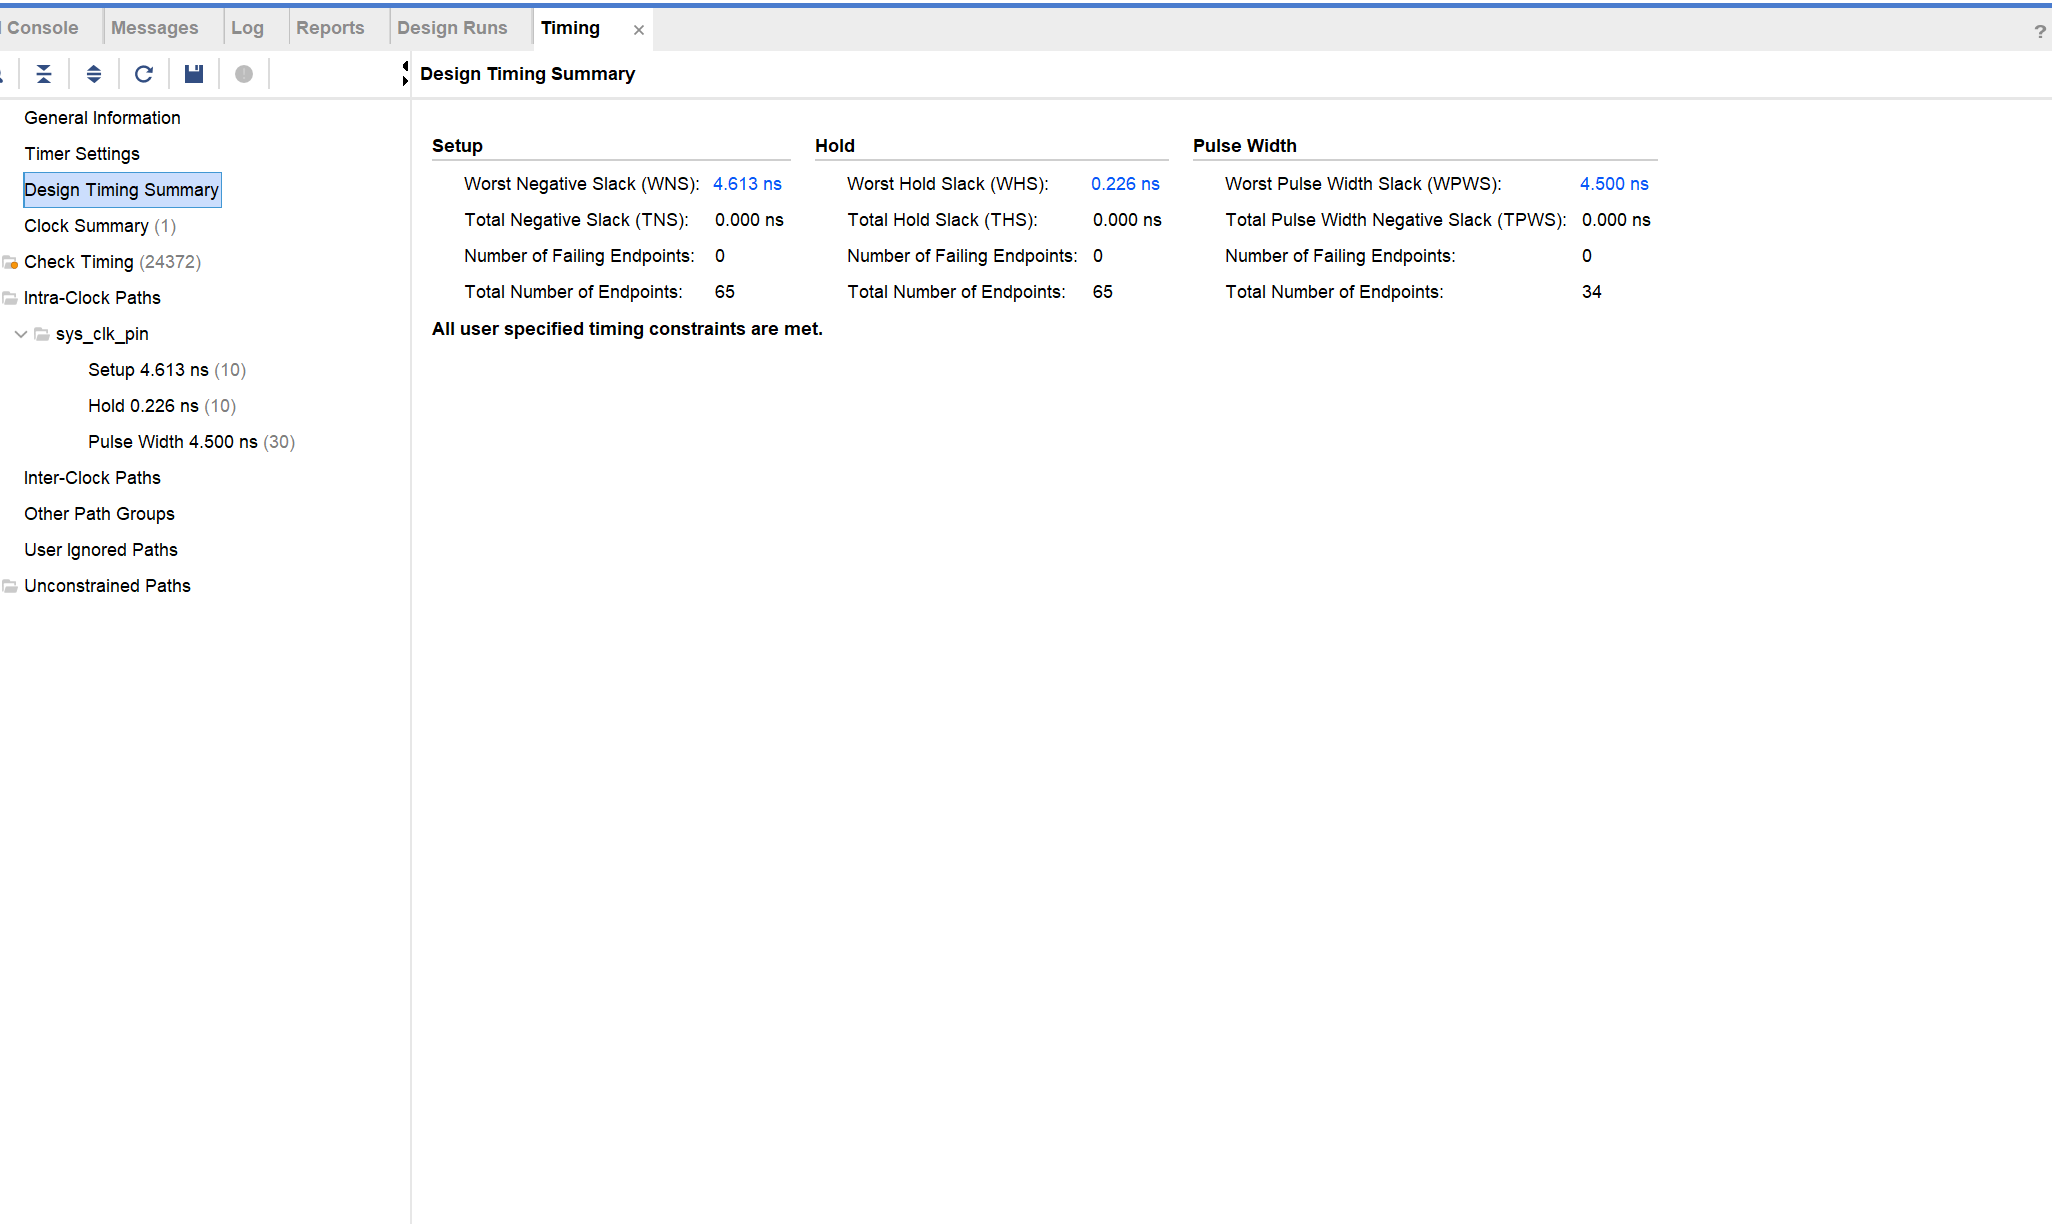 Console Messages Log Reports Design Runs Timing × ?
Design Timing Summary
General Information
Timer Settings
Design Timing Summary
Clock Summary (1)
Check Timing (24372)
Intra-Clock Paths
sys_clk_pin
Setup 4.613 ns (10)
Hold 0.226 ns (10)
Pulse Width 4.500 ns (30)
Inter-Clock Paths
Other Path Groups
User Ignored Paths
Unconstrained Paths
Setup Hold Pulse Width
Worst Negative Slack (WNS): 4.613 ns Worst Hold Slack (WHS): 0.226 ns Worst Pulse Width Slack (WPWS): 4.500 ns
Total Negative Slack (TNS): 0.000 ns Total Hold Slack (THS): 0.000 ns Total Pulse Width Negative Slack (TPWS): 0.000 ns
Number of Failing Endpoints: 0 Number of Failing Endpoints: 0 Number of Failing Endpoints: 0
Total Number of Endpoints: 65 Total Number of Endpoints: 65 Total Number of Endpoints: 34
All user specified timing constraints are met.